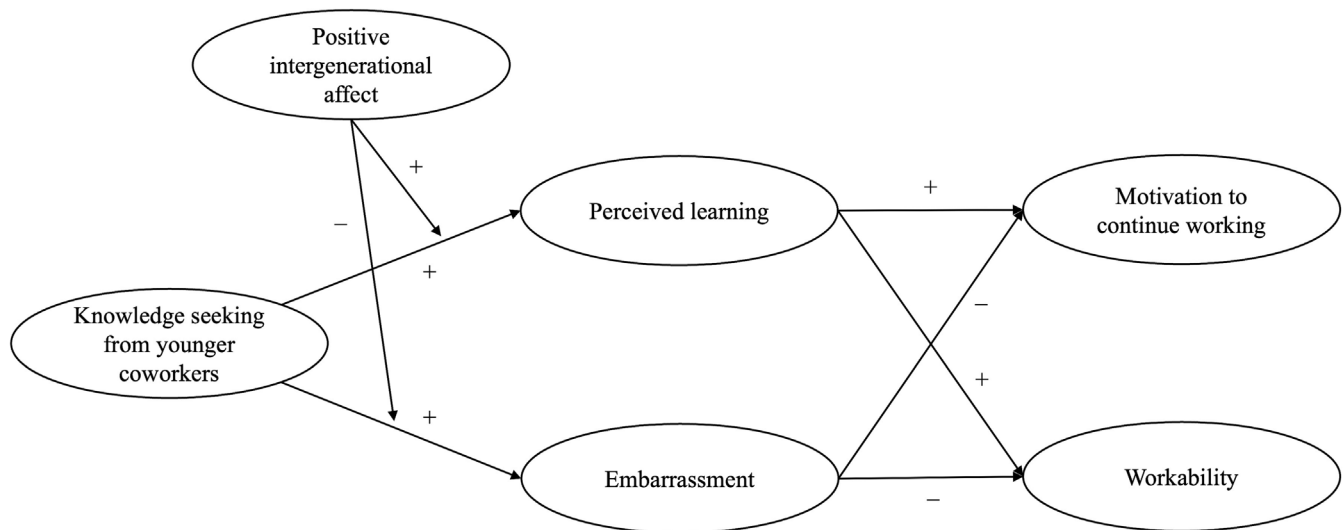 Positive
intergenerational
affect
+
−
Perceived learning
+
Motivation to
continue working
+
Knowledge seeking
from younger
coworkers
−
+
+
Embarrassment
−
Workability